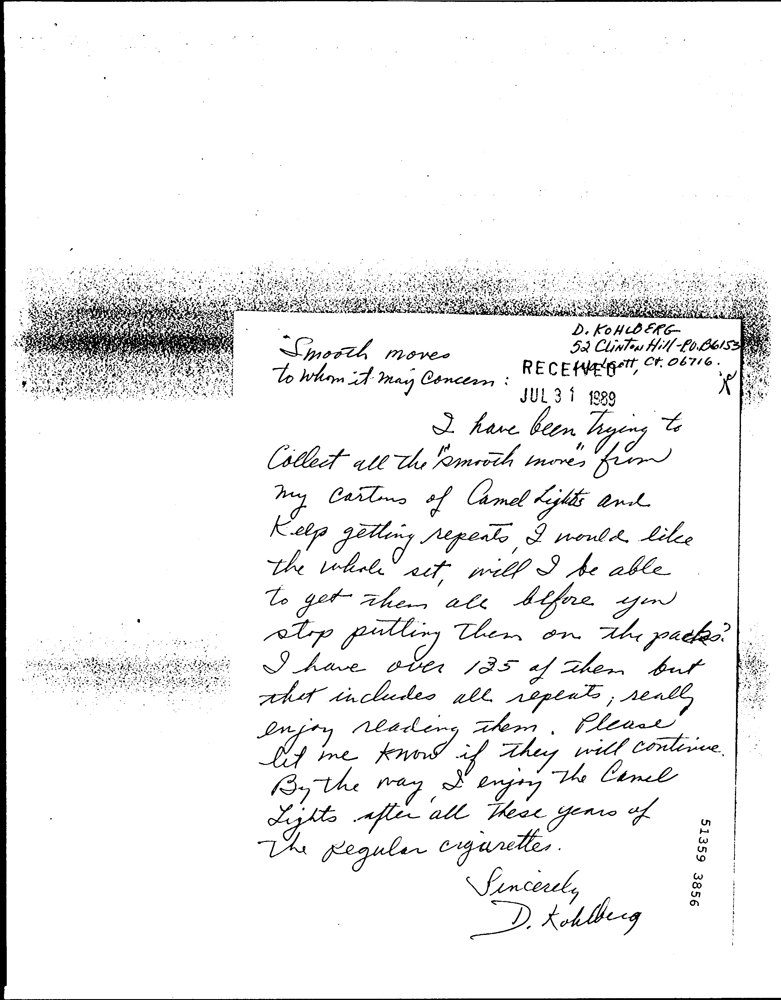 D. KOHLBERG
52 Clinton Hill - P.O.B 6153
Smooth moves
Wolcott, Ct. 06716.
to Whom it may Concern:
RECEIVED
JUL 31 1989
I have been trying to
Collect all the "smooth moves" from
my cartons of Camel Lights and
Keep getting repeats, I would like
the whole set, will I be able
to get them all before you
stop putting them on the packs?
I have over 135 of them but
that includes all repeats; really
enjoy reading them. Please
let me know if they will continue.
By the way, I enjoy the Camel
Lights after all these years of
the Regular cigarettes.
Sincerely
D. Kohlberg
51359 3856